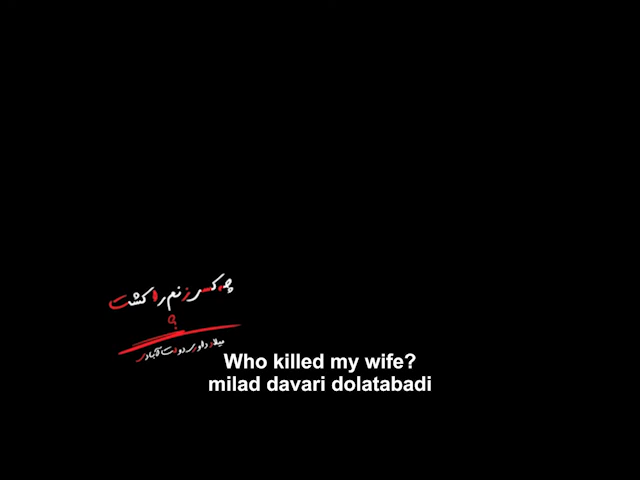 چه کسی زنم را کشت
؟
میلاد داوری دولت آبادی
Who killed my wife?
milad davari dolatabadi